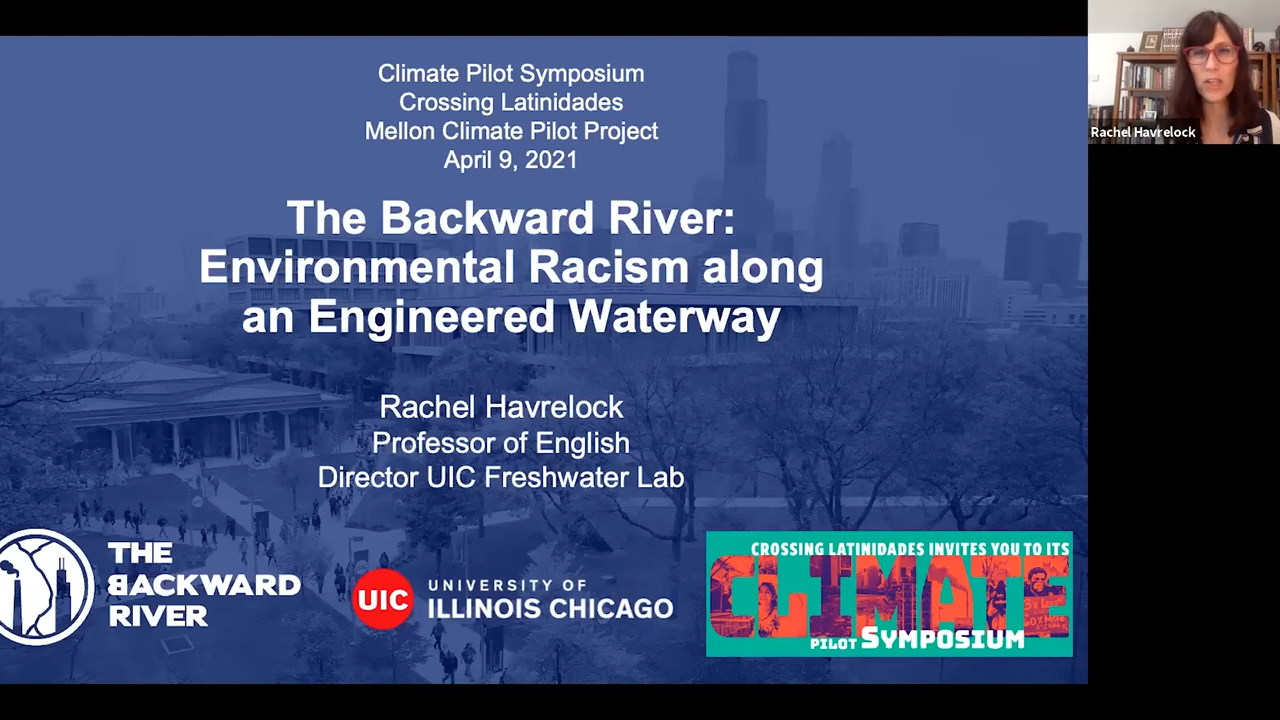 Climate Pilot Symposium
Crossing Latinidades
Mellon Climate Pilot Project
April 9, 2021
The Backward River:
Environmental Racism along
an Engineered Waterway
Rachel Havrelock
Professor of English
Director UIC Freshwater Lab
THE
BACKWARD
RIVER
UIC
UNIVERSITY OF
ILLINOIS CHICAGO
CROSSING LATINIDADES INVITES YOU TO ITS
CLIMATE
PILOT SYMPOSIUM
Rachel Havrelock